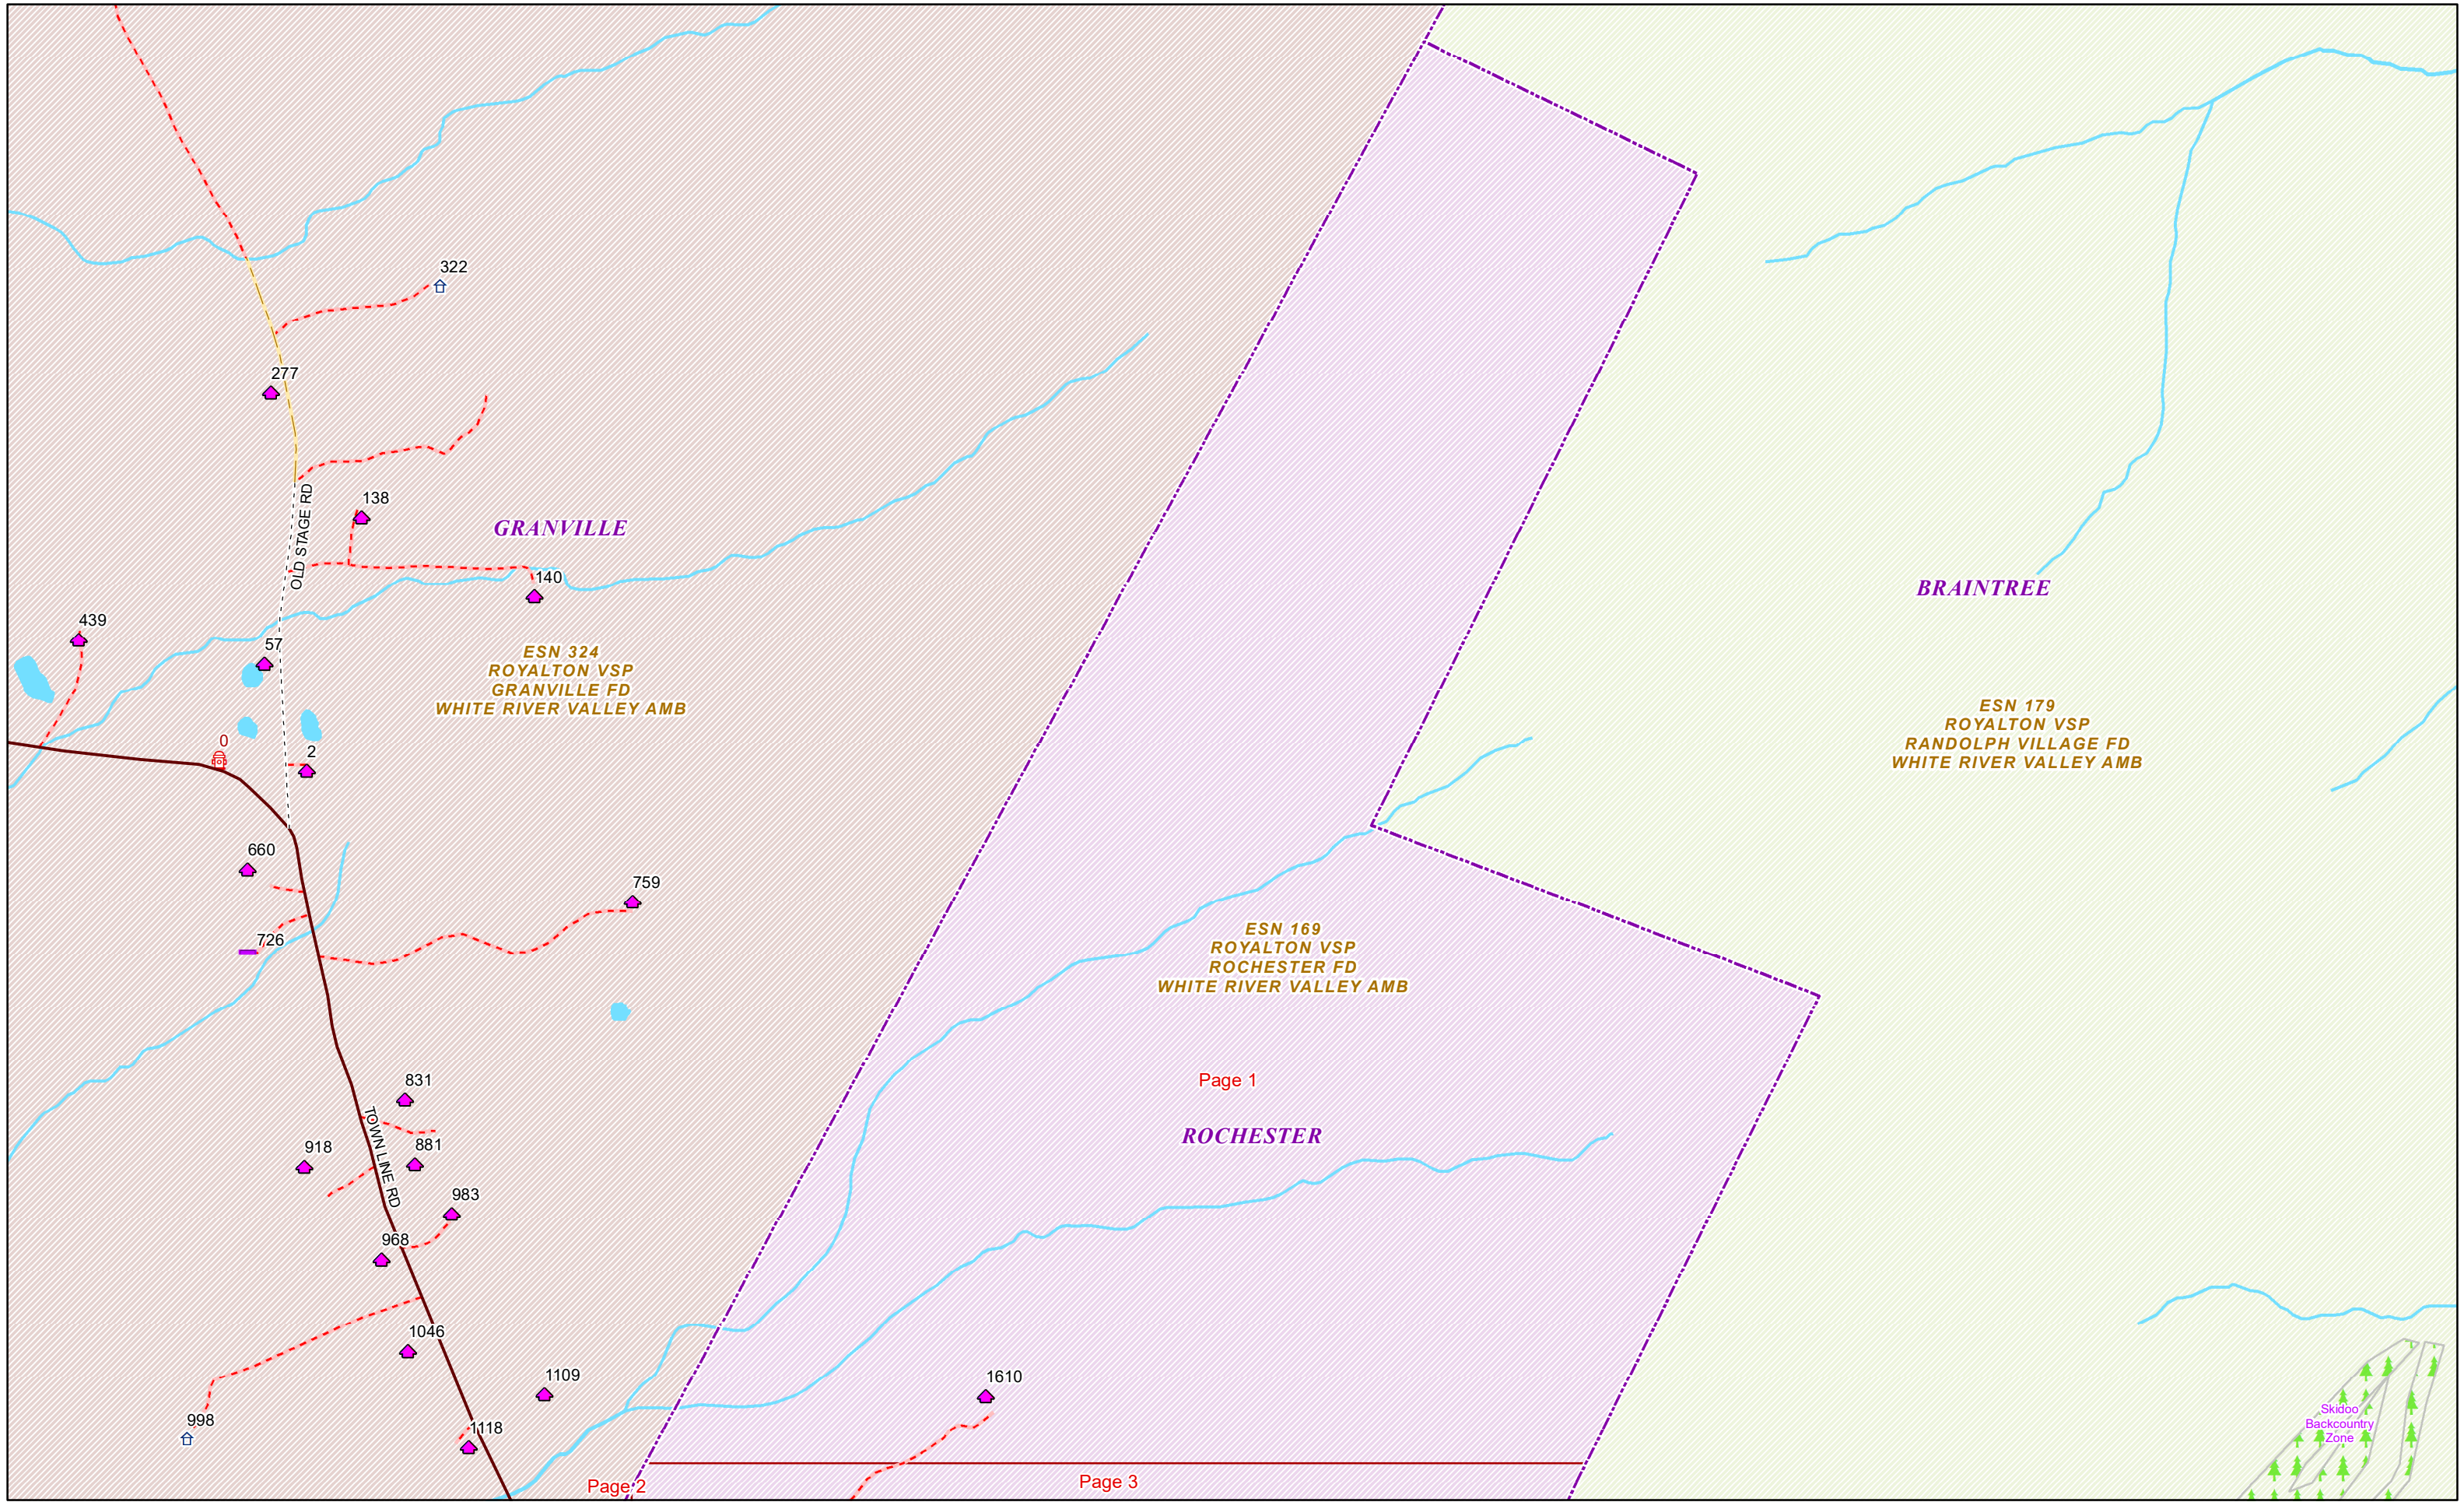 322
277
OLD STAGE RD
138
GRANVILLE
140
BRAINTREE
439
57
ESN 324
ROYALTON VSP
GRANVILLE FD
WHITE RIVER VALLEY AMB
ESN 179
ROYALTON VSP
RANDOLPH VILLAGE FD
WHITE RIVER VALLEY AMB
0
2
660
759
726
ESN 169
ROYALTON VSP
ROCHESTER FD
WHITE RIVER VALLEY AMB
Page 1
831
TOWN LINE RD
ROCHESTER
918
881
983
968
1046
1109
1610
998
1118
Skidoo
Backcountry
Zone
Page 2
Page 3